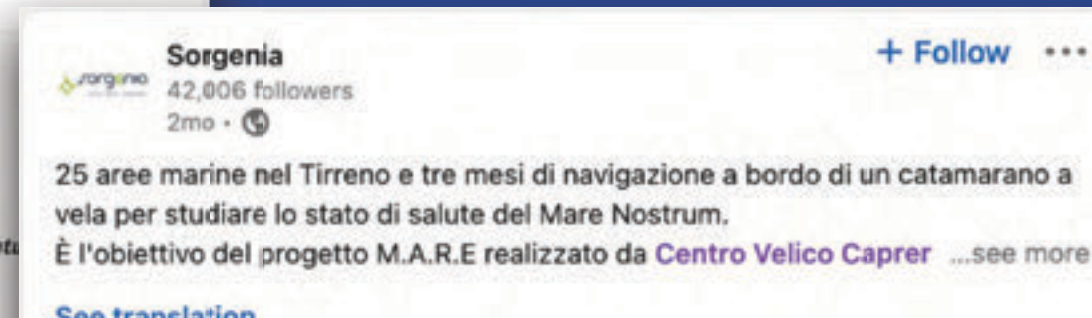 Sorgenia
+ Follow ...
sorgenia
42,006 followers
2mo •
25 aree marine nel Tirreno e tre mesi di navigazione a bordo di un catamarano a
vela per studiare lo stato di salute del Mare Nostrum.
È l'obiettivo del progetto M.A.R.E realizzato da Centro Velico Caprer ...see more
See translation